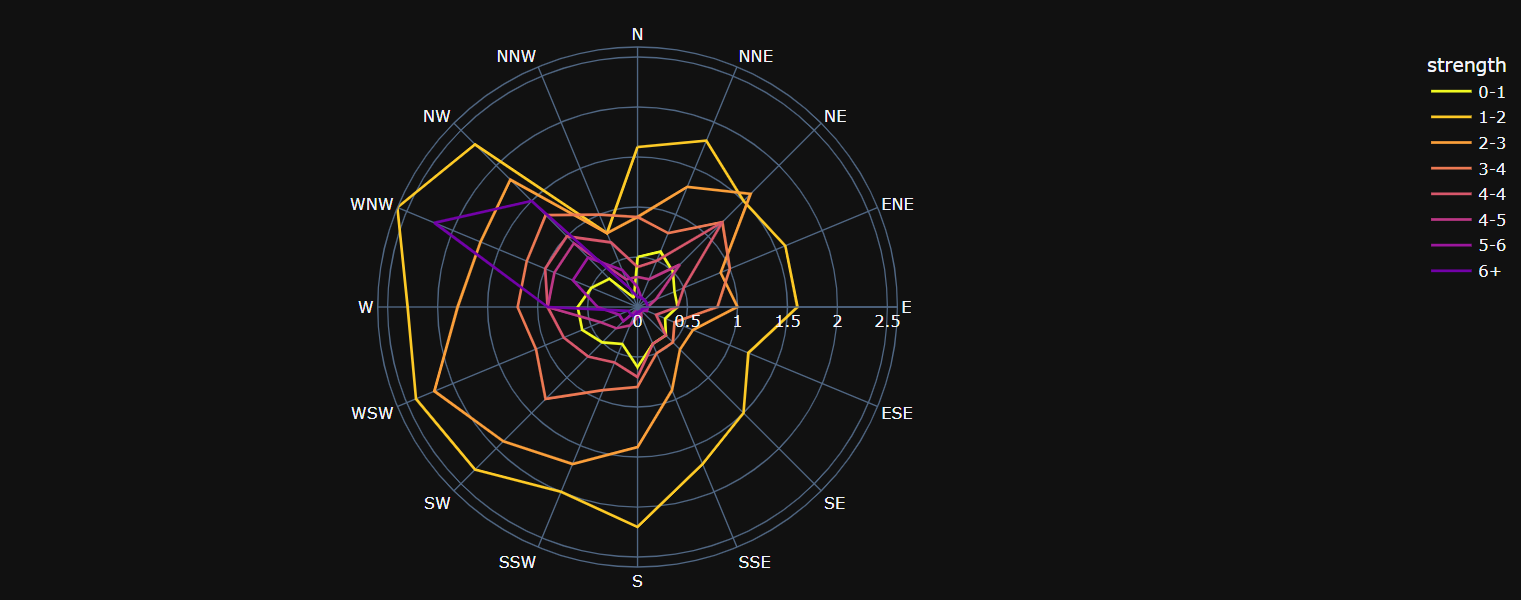 N
NNW
NNE
NW
NE
WNW
ENE
W
E
0
0.5
1
1.5
2
2.5
WSW
ESE
SW
SE
SSW
SSE
S
strength
0-1
1-2
2-3
3-4
4-4
4-5
5-6
6+